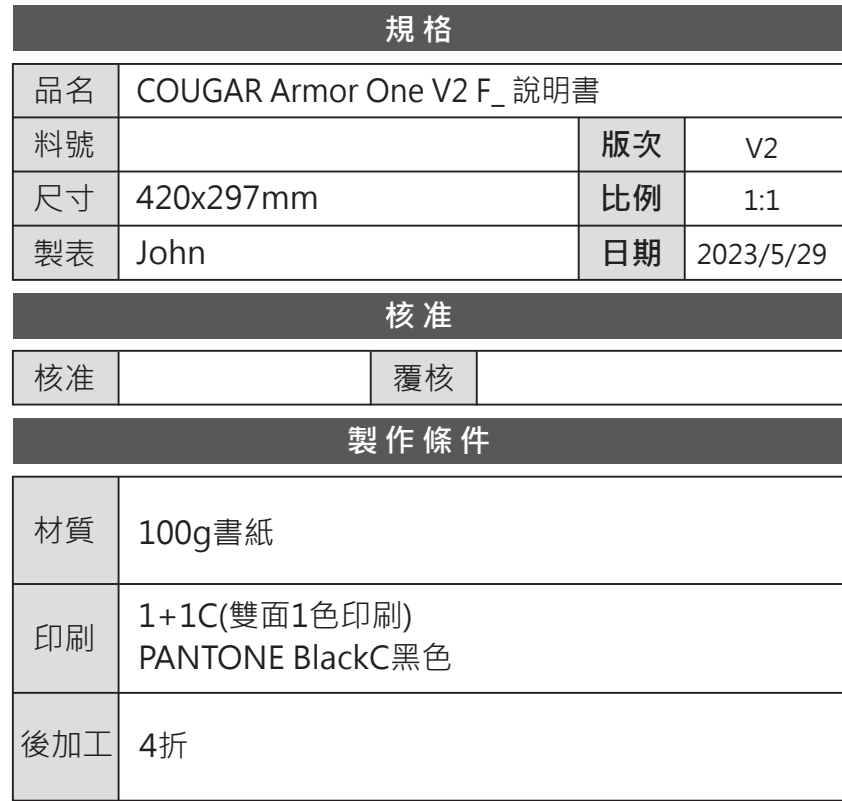 規格
品名 COUGAR Armor One V2 F_ 說明書
料號 版次 V2
尺寸 420x297mm 比例 1:1
製表 John 日期 2023/5/29
核准
核准 覆核
製作條件
材質 100g書紙
印刷 1+1C(雙面1色印刷)
PANTONE BlackC黑色
後加工 4折